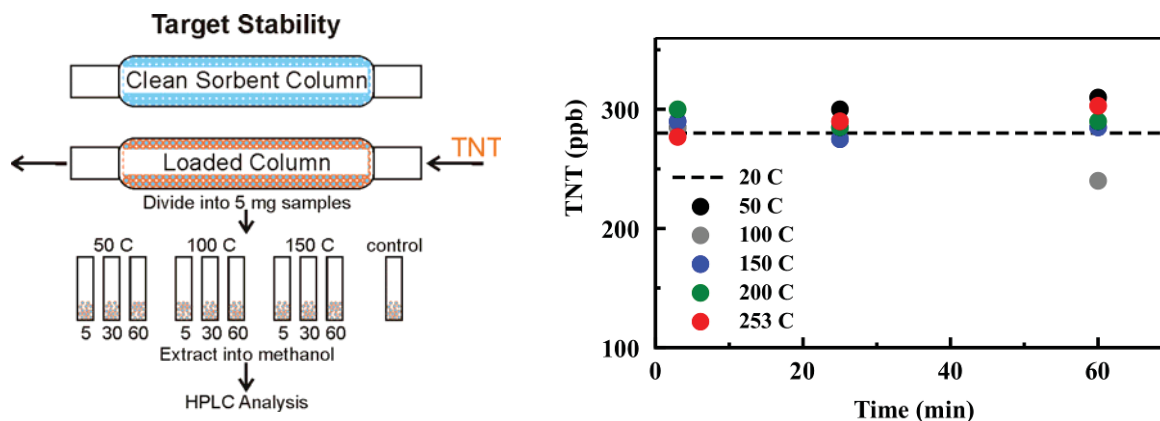 Target Stability
Clean Sorbent Column
TNT
Loaded Column
Divide into 5 mg samples
50 C 100 C 150 C control
5 30 60 5 30 60 5 30 60
Extract into methanol
HPLC Analysis
TNT (ppb)
300
200
100
20 C
50 C
100 C
150 C
200 C
253 C
0 20 40 60
Time (min)